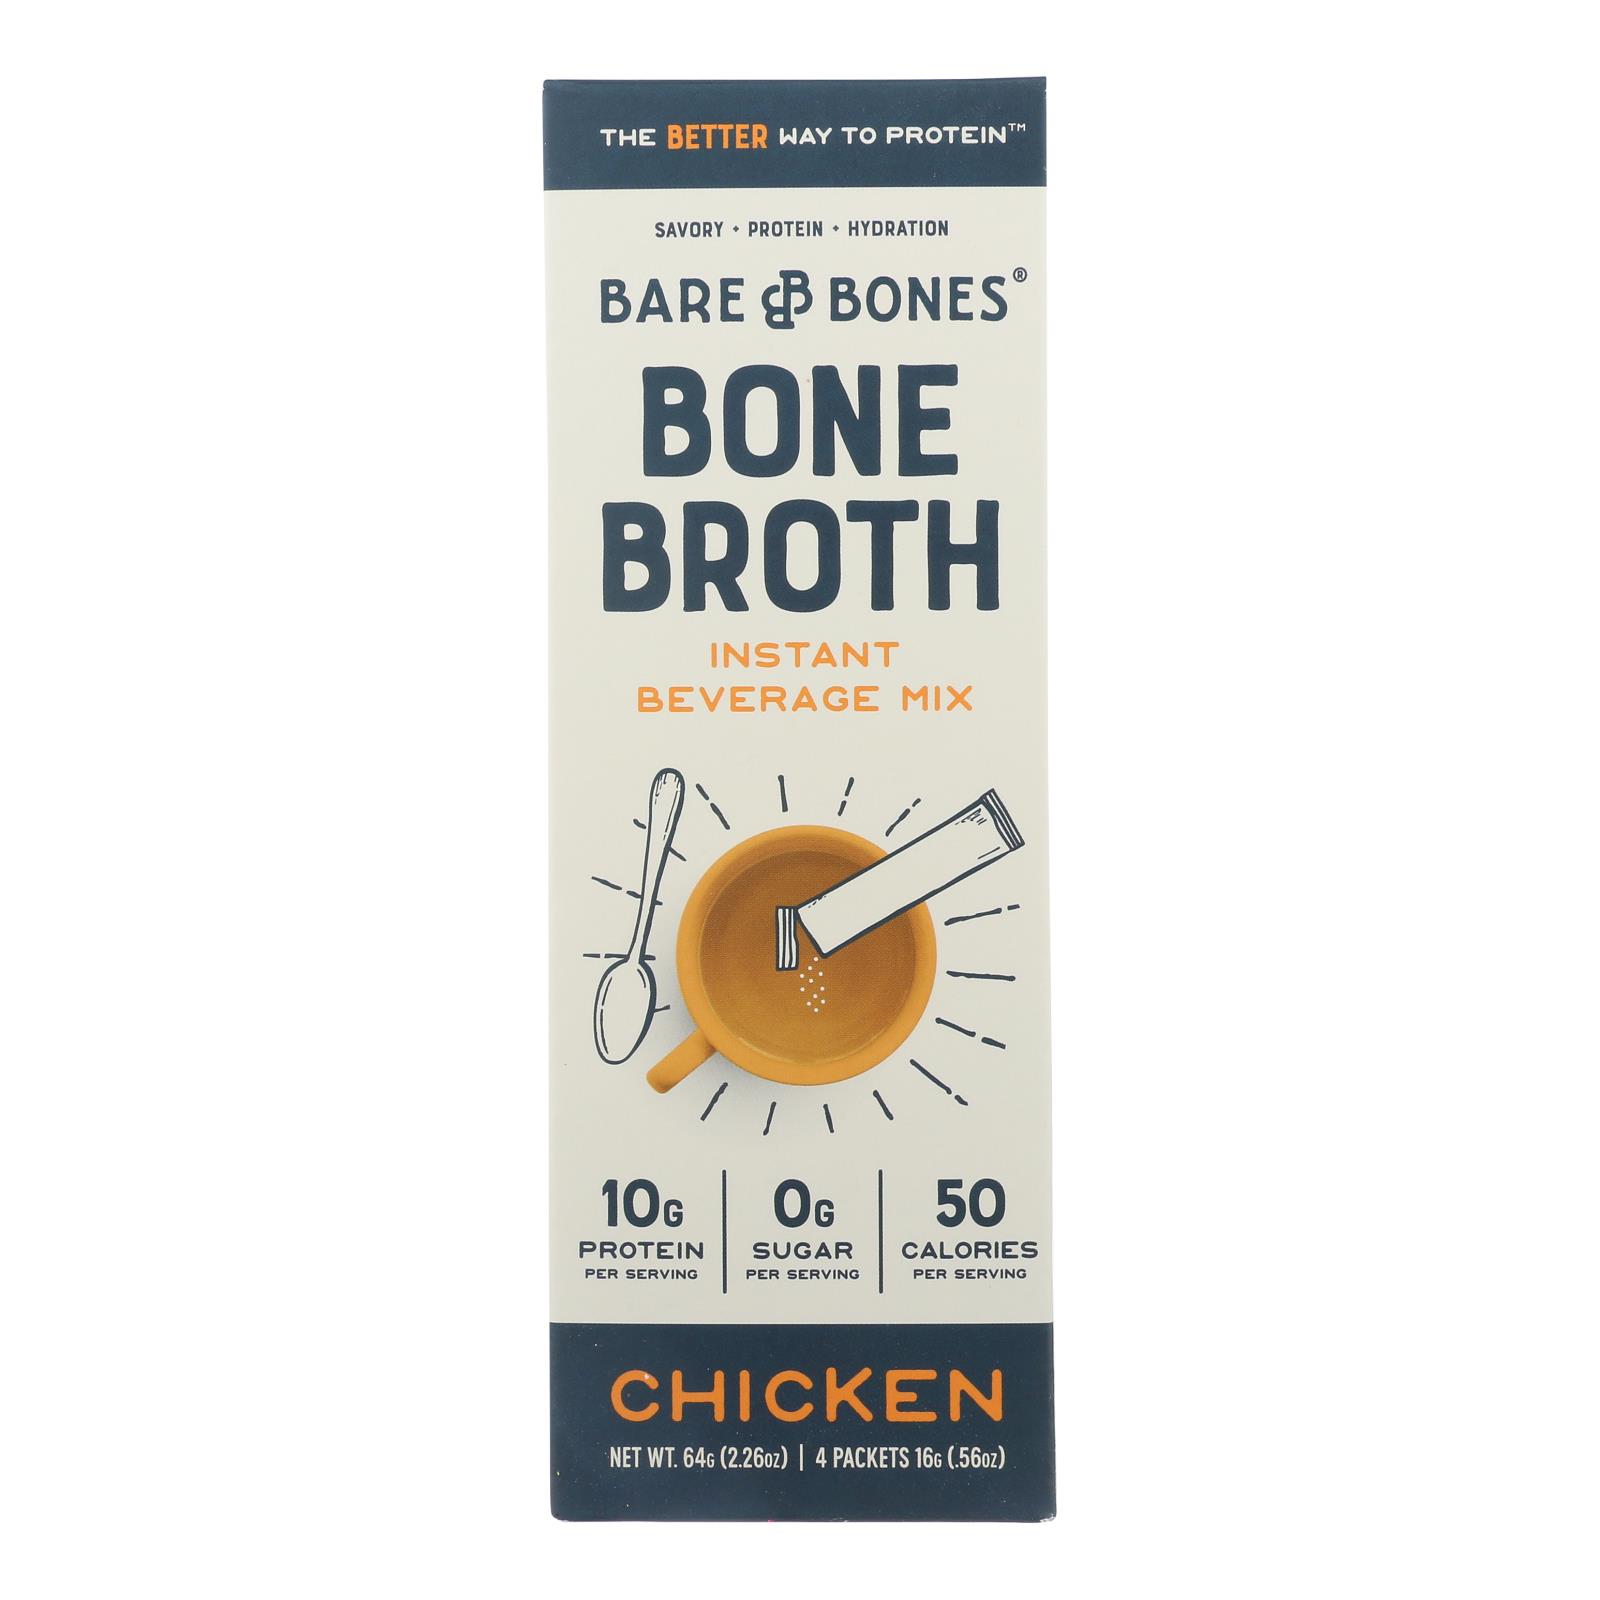 THE BETTER WAY TO PROTEIN™
SAVORY + PROTEIN + HYDRATION
BARE BB BONES®
BONE
BROTH
INSTANT
BEVERAGE MIX
10G
PROTEIN
PER SERVING
0G
SUGAR
PER SERVING
50
CALORIES
PER SERVING
CHICKEN
NET WT. 64G (2.26OZ) | 4 PACKETS 16G (.56OZ)